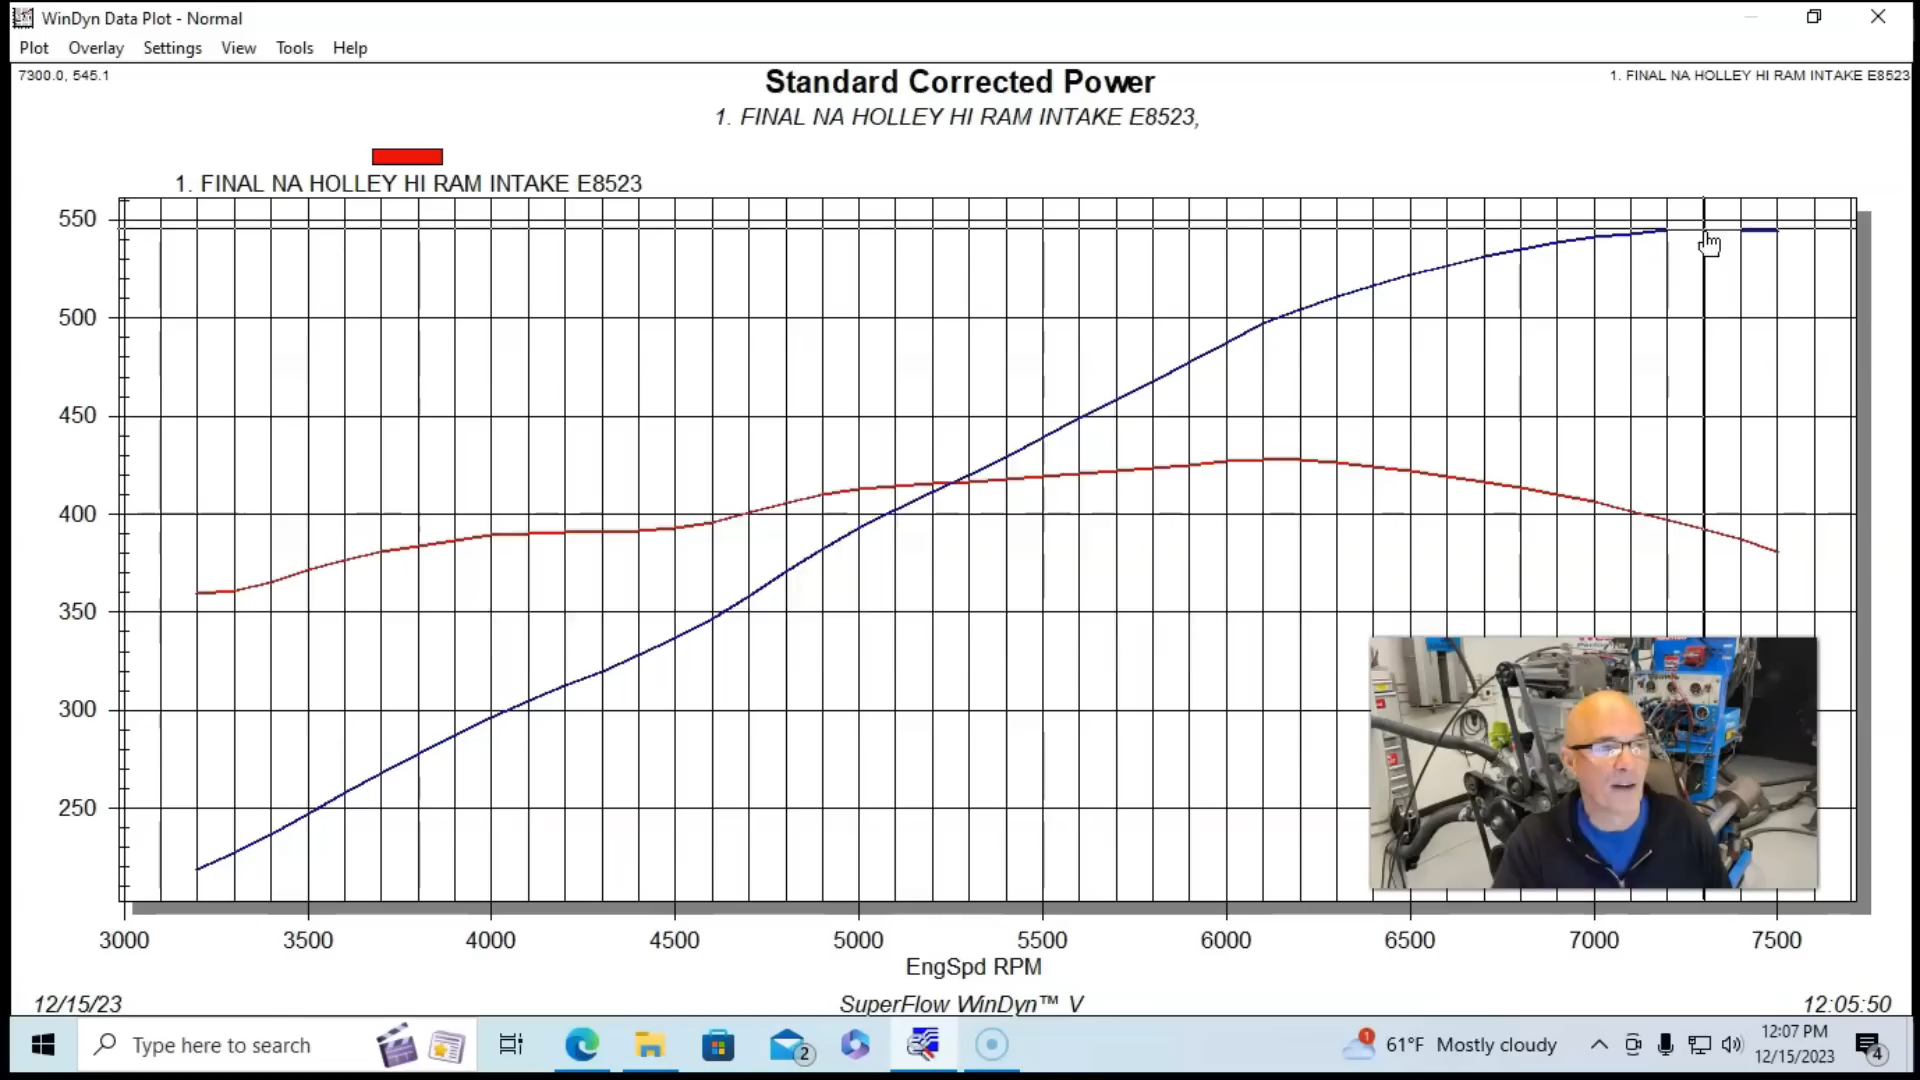 WinDyn Data Plot - Normal
Plot Overlay Settings View Tools Help
7300.0, 545.1
1. FINAL NA HOLLEY HI RAM INTAKE E8523
Standard Corrected Power
1. FINAL NA HOLLEY HI RAM INTAKE E8523,
1. FINAL NA HOLLEY HI RAM INTAKE E8523
550
500
450
400
350
300
250
3000 3500 4000 4500 5000 5500 6000 6500 7000 7500
EngSpd RPM
12/15/23 SuperFlow WinDyn™ V 12:05:50
Type here to search
2
1
61°F Mostly cloudy
12:07 PM
12/15/2023
4